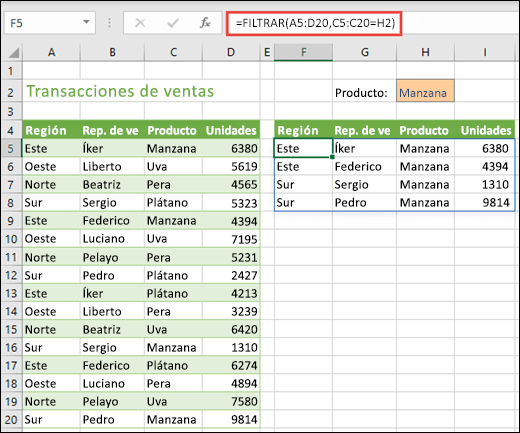 F5 fx =FILTRAR(A5:D20,C5:C20=H2)
A B C D E F G H I
1
2 Transacciones de ventas Producto: Manzana
3
4 Región Rep. de ve Producto Unidades Región Rep. de ve Producto Unidades
5 Este Íker Manzana 6380 Este Íker Manzana 6380
6 Oeste Liberto Uva 5619 Este Federico Manzana 4394
7 Norte Beatriz Pera 4565 Sur Sergio Manzana 1310
8 Sur Sergio Plátano 5323 Sur Pedro Manzana 9814
9 Este Federico Manzana 4394
10 Oeste Luciano Uva 7195
11 Norte Pelayo Pera 5231
12 Sur Pedro Plátano 2427
13 Este Íker Plátano 4213
14 Oeste Liberto Pera 3239
15 Norte Beatriz Uva 6420
16 Sur Sergio Manzana 1310
17 Este Federico Plátano 6274
18 Oeste Luciano Pera 4894
19 Norte Pelayo Uva 7580
20 Sur Pedro Manzana 9814